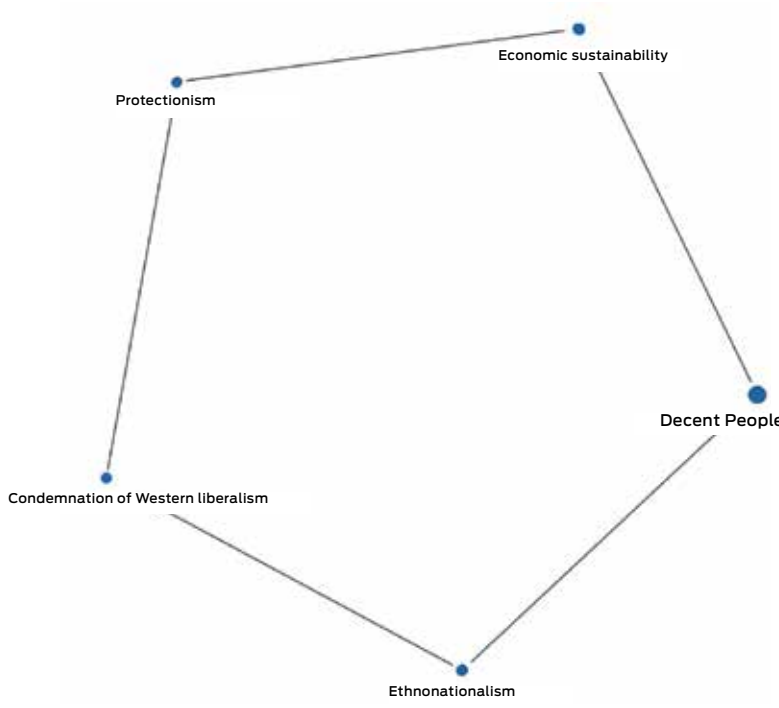 Economic sustainability
Protectionism
Decent People
Condemnation of Western liberalism
Ethnonationalism